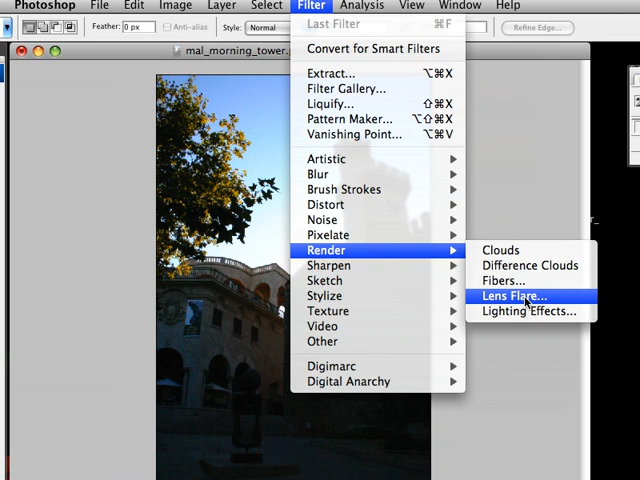 Photoshop File Edit Image Layer Select Filter Analysis View Window Help
Feather: 0 px Anti-alias Style: Normal Refine Edge...
mal_morning_tower.
Last Filter ⌘F
Convert for Smart Filters
Extract... ⌥⌘X
Filter Gallery...
Liquify... ⇧⌘X
Pattern Maker... ⌥⇧⌘X
Vanishing Point... ⌥⌘V
Artistic
Blur
Brush Strokes
Distort
Noise
Pixelate
Render
Sharpen
Sketch
Stylize
Texture
Video
Other
Digimarc
Digital Anarchy
Clouds
Difference Clouds
Fibers...
Lens Flare...
Lighting Effects...